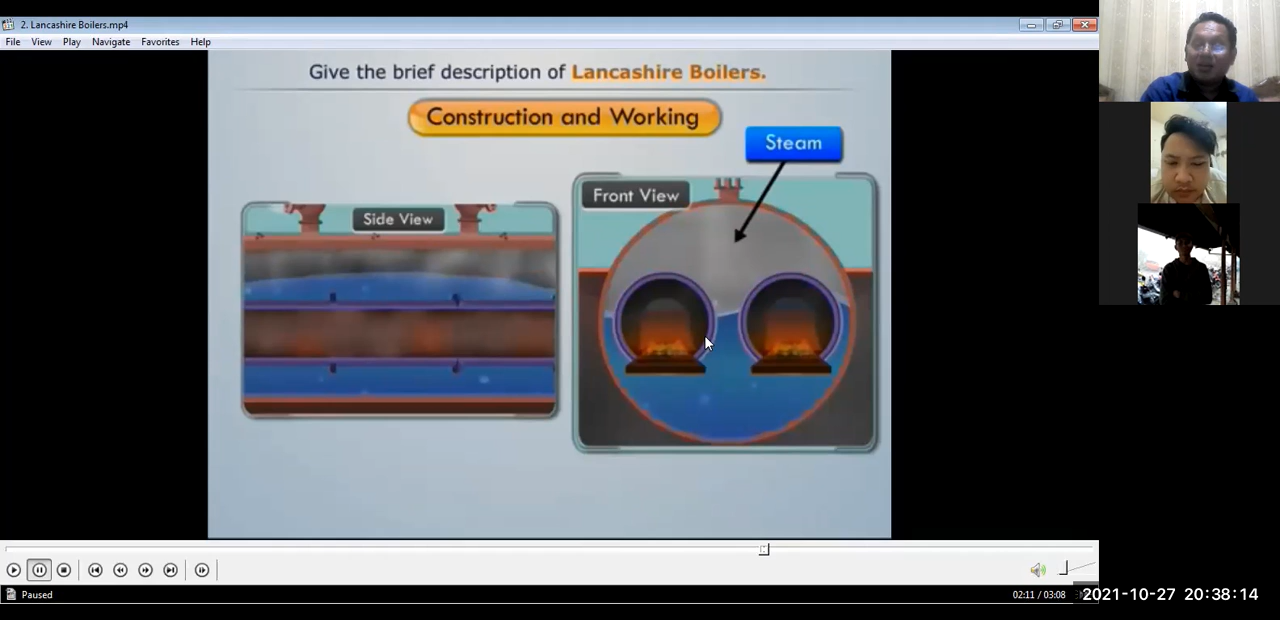 2. Lancashire Boilers.mp4
File View Play Navigate Favorites Help
Give the brief description of Lancashire Boilers.
Construction and Working
Steam
Front View
Side View
Paused
02:11 / 03:08
2021-10-27 20:38:14